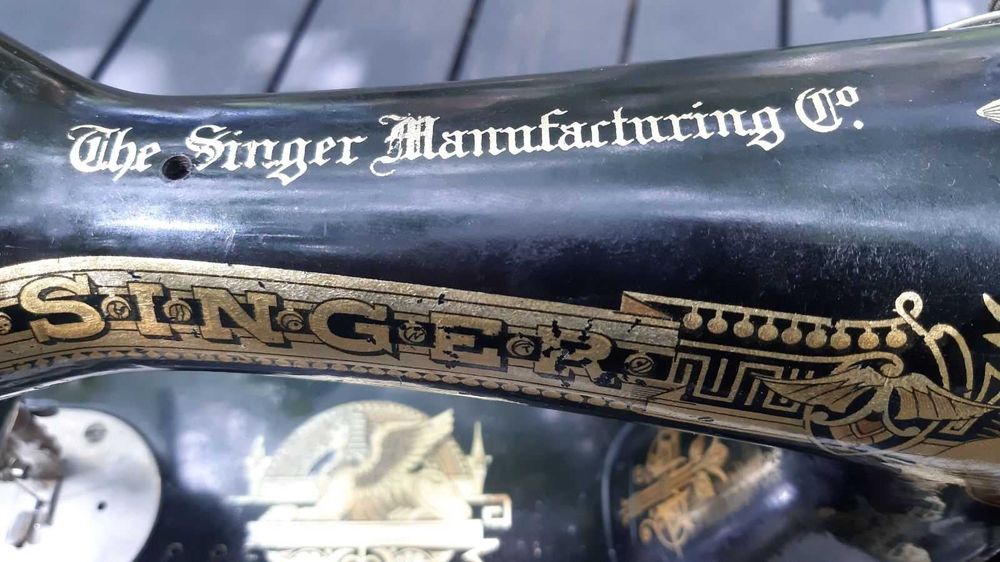 The Singer Manufacturing Co.
SINGER